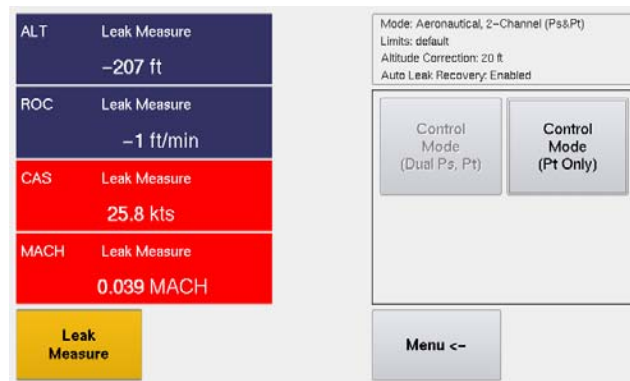 ALT Leak Measure
−207 ft
ROC Leak Measure
−1 ft/min
CAS Leak Measure
25.8 kts
MACH Leak Measure
0.039 MACH
Leak
Measure
Mode: Aeronautical, 2−Channel (Ps&Pt)
Limits: default
Altitude Correction: 20 ft
Auto Leak Recovery: Enabled
Control
Mode
(Dual Ps, Pt)
Control
Mode
(Pt Only)
Menu <−